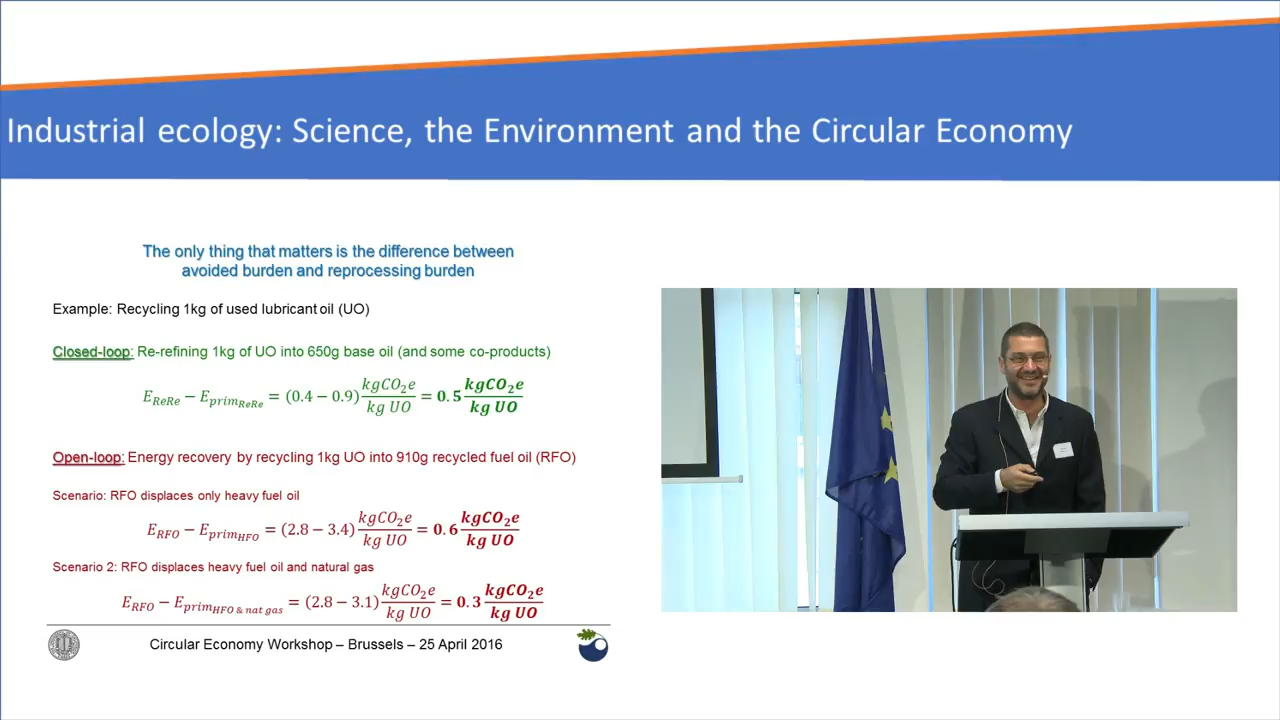 Industrial ecology: Science, the Environment and the Circular Economy
The only thing that matters is the difference between
avoided burden and reprocessing burden
Example: Recycling 1kg of used lubricant oil (UO)
Closed-loop: Re-refining 1kg of UO into 650g base oil (and some co-products)
E_ReRe − E_prim_ReRe = (0.4 − 0.9) kgCO₂e / kg UO = 0.5 kgCO₂e / kg UO
Open-loop: Energy recovery by recycling 1kg UO into 910g recycled fuel oil (RFO)
Scenario: RFO displaces only heavy fuel oil
E_RFO − E_prim_HFO = (2.8 − 3.4) kgCO₂e / kg UO = 0.6 kgCO₂e / kg UO
Scenario 2: RFO displaces heavy fuel oil and natural gas
E_RFO − E_prim_HFO & nat gas = (2.8 − 3.1) kgCO₂e / kg UO = 0.3 kgCO₂e / kg UO
Circular Economy Workshop – Brussels – 25 April 2016